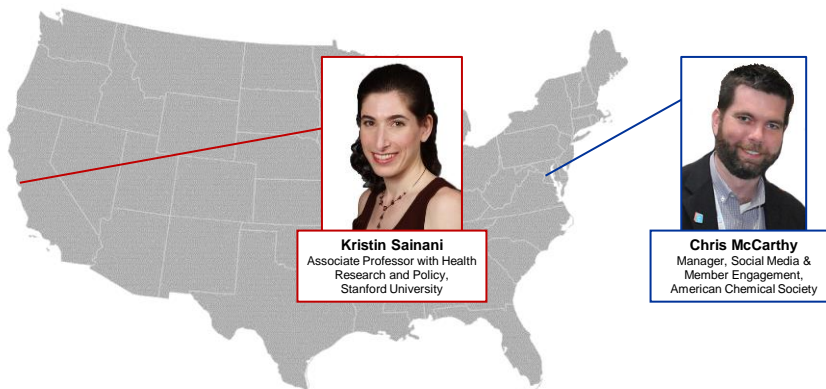 Kristin Sainani
Associate Professor with Health
Research and Policy,
Stanford University
Chris McCarthy
Manager, Social Media &
Member Engagement,
American Chemical Society